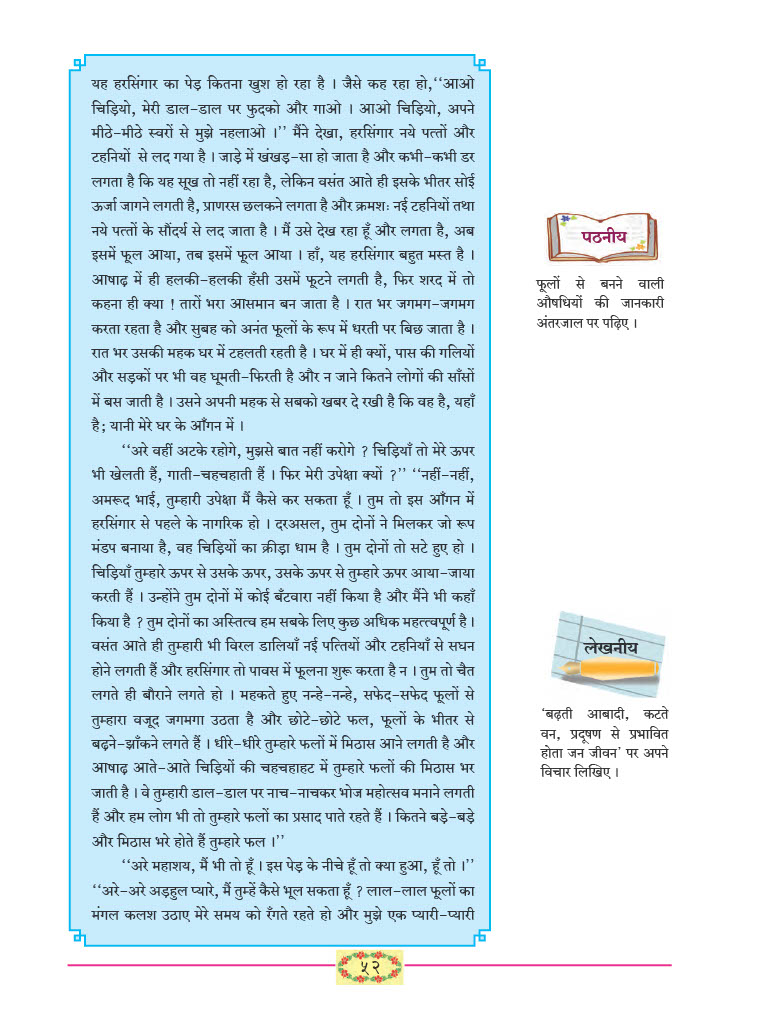 यह हरसिंगार का पेड़ कितना खुश हो रहा है । जैसे कह रहा हो,‘‘आओ
चिड़ियो, मेरी डाल-डाल पर फुदको और गाओ । आओ चिड़ियो, अपने
मीठे-मीठे स्वरों से मुझे नहलाओ ।’’ मैंने देखा, हरसिंगार नये पत्तों और
टहनियों से लद गया है । जाड़े में खंखड़-सा हो जाता है और कभी-कभी डर
लगता है कि यह सूख तो नहीं रहा है, लेकिन वसंत आते ही इसके भीतर सोई
ऊर्जा जागने लगती है, प्राणरस छलकने लगता है और क्रमशः नई टहनियों तथा
नये पत्तों के सौंदर्य से लद जाता है । मैं उसे देख रहा हूँ और लगता है, अब
इसमें फूल आया, तब इसमें फूल आया । हाँ, यह हरसिंगार बहुत मस्त है ।
आषाढ़ में ही हलकी-हलकी हँसी उसमें फूटने लगती है, फिर शरद में तो
कहना ही क्या ! तारों भरा आसमान बन जाता है । रात भर जगमग-जगमग
करता रहता है और सुबह को अनंत फूलों के रूप में धरती पर बिछ जाता है ।
रात भर उसकी महक घर में टहलती रहती है । घर में ही क्यों, पास की गलियों
और सड़कों पर भी वह घूमती-फिरती है और न जाने कितने लोगों की साँसों
में बस जाती है । उसने अपनी महक से सबको खबर दे रखी है कि वह है, यहाँ
है; यानी मेरे घर के आँगन में ।
‘‘अरे वहीं अटके रहोगे, मुझसे बात नहीं करोगे ? चिड़ियाँ तो मेरे ऊपर
भी खेलती हैं, गाती-चहचहाती हैं । फिर मेरी उपेक्षा क्यों ?’’ ‘‘नहीं-नहीं,
अमरूद भाई, तुम्हारी उपेक्षा मैं कैसे कर सकता हूँ । तुम तो इस आँगन में
हरसिंगार से पहले के नागरिक हो । दरअसल, तुम दोनों ने मिलकर जो रूप
मंडप बनाया है, वह चिड़ियों का क्रीड़ा धाम है । तुम दोनों तो सटे हुए हो ।
चिड़ियाँ तुम्हारे ऊपर से उसके ऊपर, उसके ऊपर से तुम्हारे ऊपर आया-जाया
करती हैं । उन्होंने तुम दोनों में कोई बँटवारा नहीं किया है और मैंने भी कहाँ
किया है ? तुम दोनों का अस्तित्व हम सबके लिए कुछ अधिक महत्त्वपूर्ण है ।
वसंत आते ही तुम्हारी भी विरल डालियाँ नई पत्तियों और टहनियाँ से सघन
होने लगती हैं और हरसिंगार तो पावस में फूलना शुरू करता है न । तुम तो चैत
लगते ही बौराने लगते हो । महकते हुए नन्हे-नन्हे, सफेद-सफेद फूलों से
तुम्हारा वजूद जगमगा उठता है और छोटे-छोटे फल, फूलों के भीतर से
बढ़ने-झाँकने लगते हैं । धीरे-धीरे तुम्हारे फलों में मिठास आने लगती है और
आषाढ़ आते-आते चिड़ियों की चहचहाहट में तुम्हारे फलों की मिठास भर
जाती है । वे तुम्हारी डाल-डाल पर नाच-नाचकर भोज महोत्सव मनाने लगती
हैं और हम लोग भी तो तुम्हारे फलों का प्रसाद पाते रहते हैं । कितने बड़े-बड़े
और मिठास भरे होते हैं तुम्हारे फल ।’’
‘‘अरे महाशय, मैं भी तो हूँ । इस पेड़ के नीचे हूँ तो क्या हुआ, हूँ तो ।’’
‘‘अरे-अरे अड़हुल प्यारे, मैं तुम्हें कैसे भूल सकता हूँ ? लाल-लाल फूलों का
मंगल कलश उठाए मेरे समय को रँगते रहते हो और मुझे एक प्यारी-प्यारी
पठनीय
फूलों से बनने वाली
औषधियों की जानकारी
अंतरजाल पर पढ़िए ।
लेखनीय
‘बढ़ती आबादी, कटते
वन, प्रदूषण से प्रभावित
होता जन जीवन’ पर अपने
विचार लिखिए ।
५२